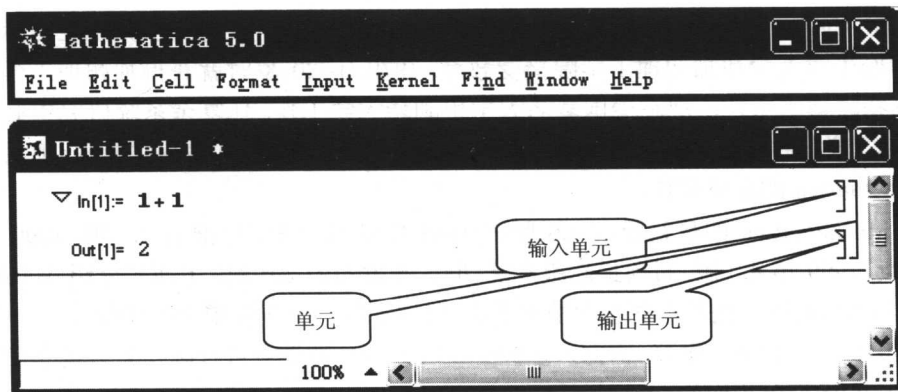 Mathematica 5.0
File Edit Cell Format Input Kernel Find Window Help
Untitled-1 *
In[1]:= 1+1
Out[1]= 2
输入单元
单元
输出单元
100%